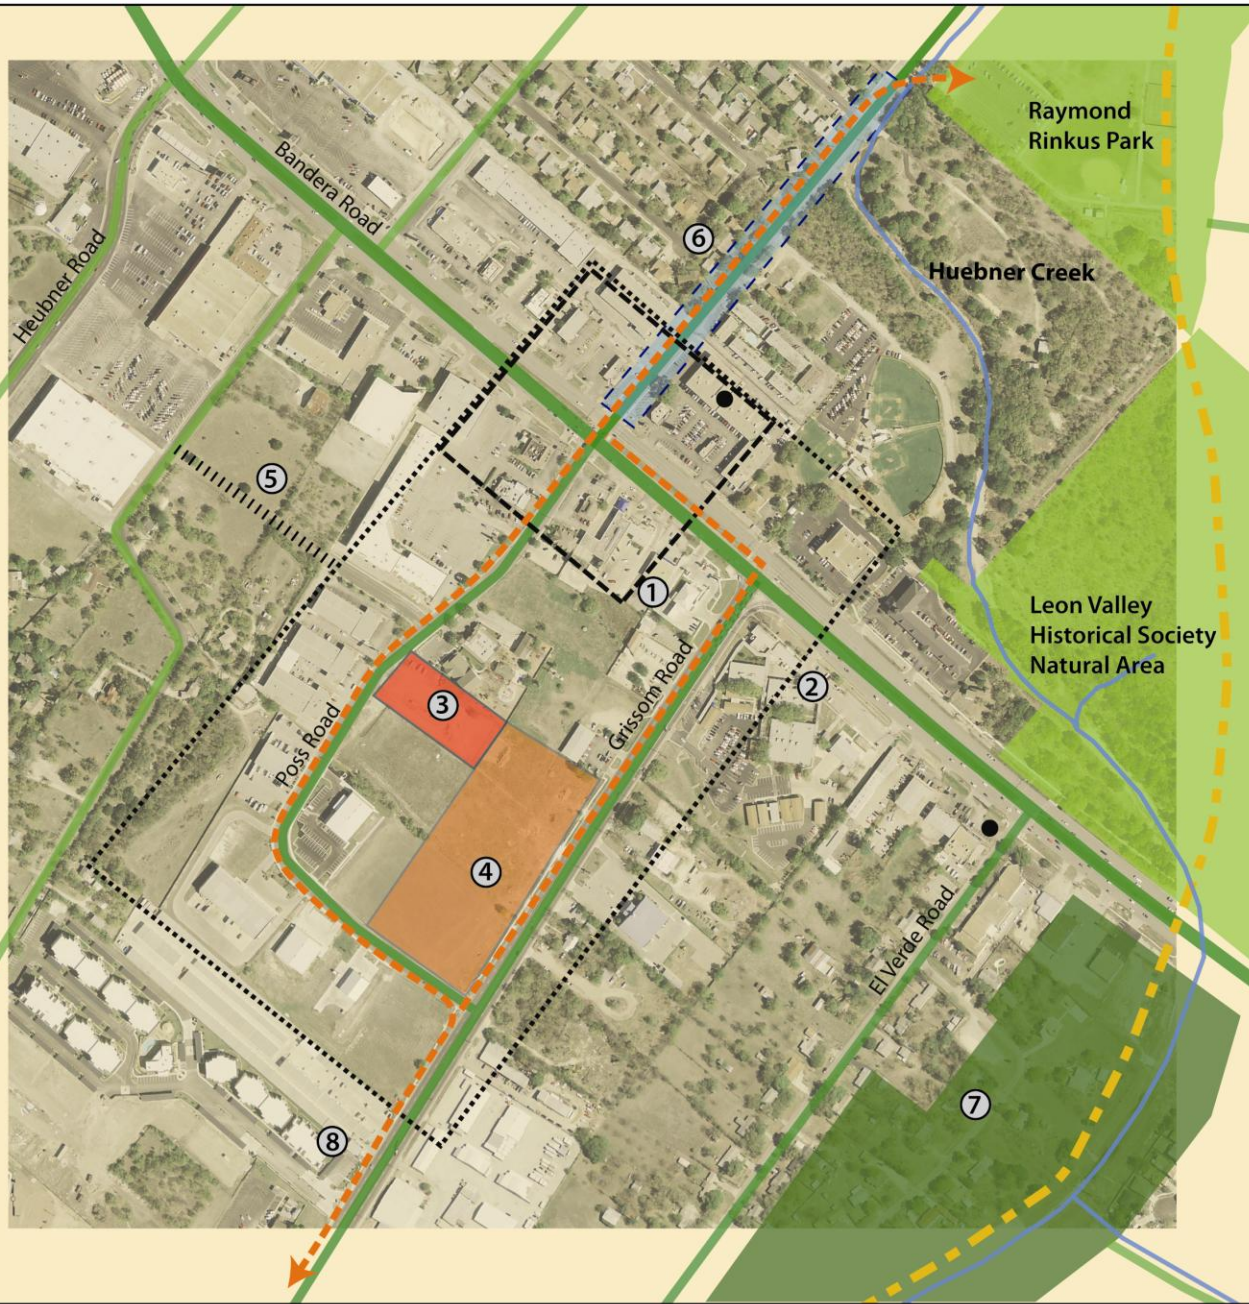 Raymond
Rinkus Park
Bandera Road
6
Heubner Road
Huebner Creek
5
1
Leon Valley
Historical Society
Natural Area
2
3
Grissom Road
Poss Road
4
El Verde Road
7
8